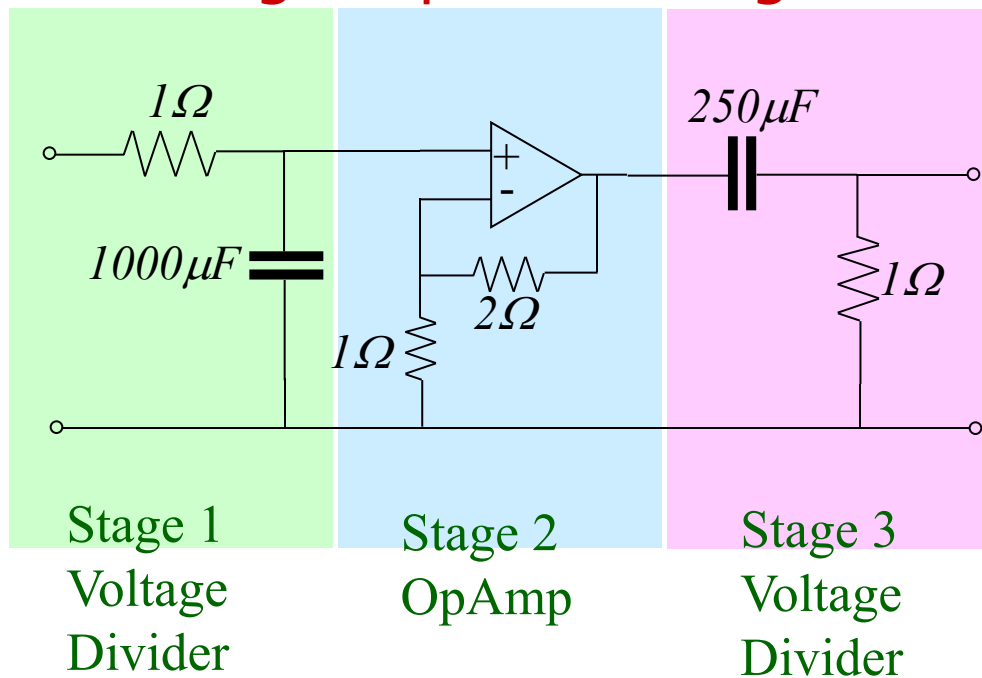 1Ω
250μF
+
-
1000μF
2Ω
1Ω
1Ω
Stage 1
Voltage
Divider
Stage 2
OpAmp
Stage 3
Voltage
Divider